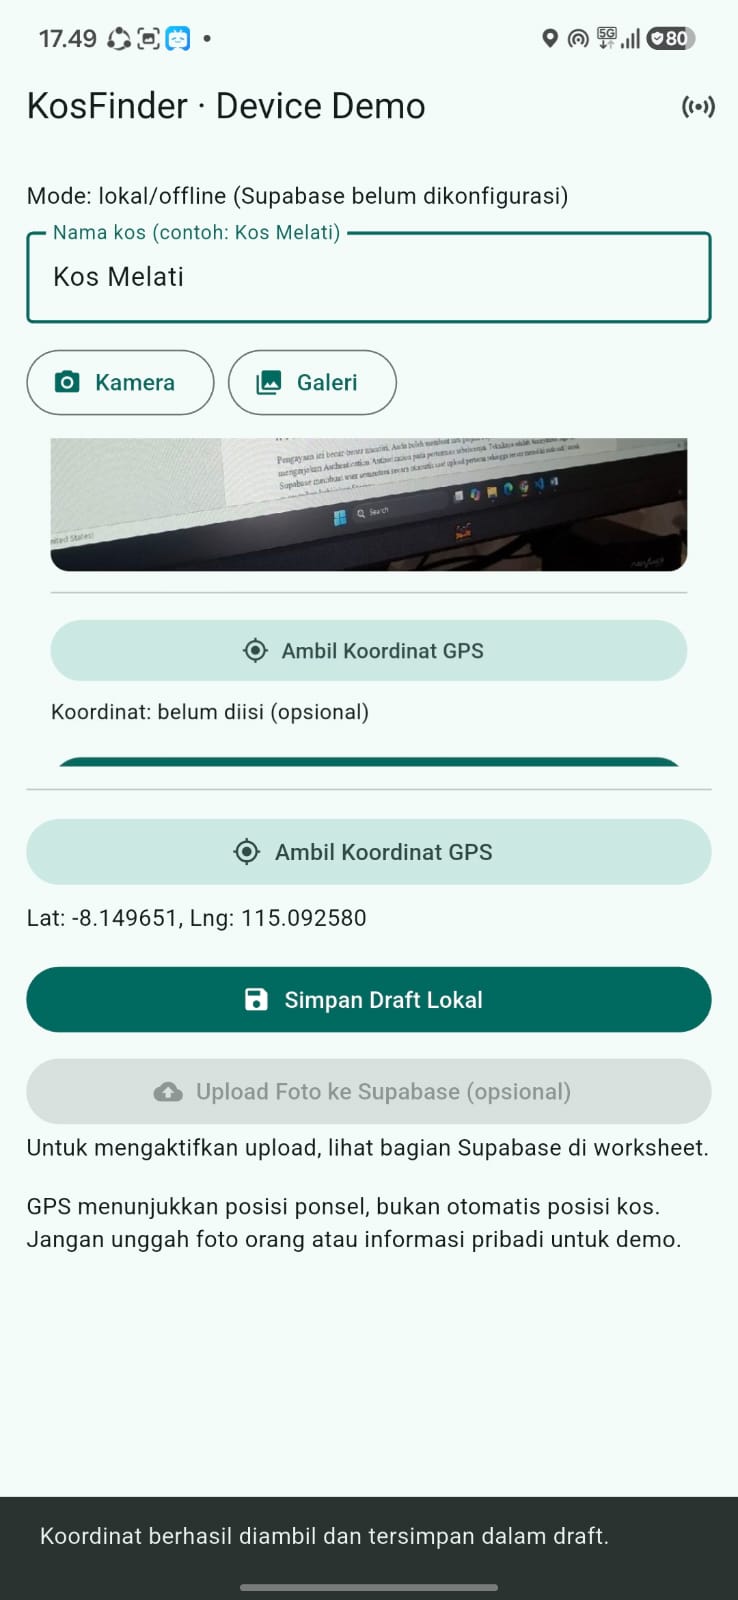 17.49
5G
80
KosFinder · Device Demo
Mode: lokal/offline (Supabase belum dikonfigurasi)
Nama kos (contoh: Kos Melati)
Kos Melati
Kamera
Galeri
Search
Ambil Koordinat GPS
Koordinat: belum diisi (opsional)
Ambil Koordinat GPS
Lat: -8.149651, Lng: 115.092580
Simpan Draft Lokal
Upload Foto ke Supabase (opsional)
Untuk mengaktifkan upload, lihat bagian Supabase di worksheet.
GPS menunjukkan posisi ponsel, bukan otomatis posisi kos.
Jangan unggah foto orang atau informasi pribadi untuk demo.
Koordinat berhasil diambil dan tersimpan dalam draft.